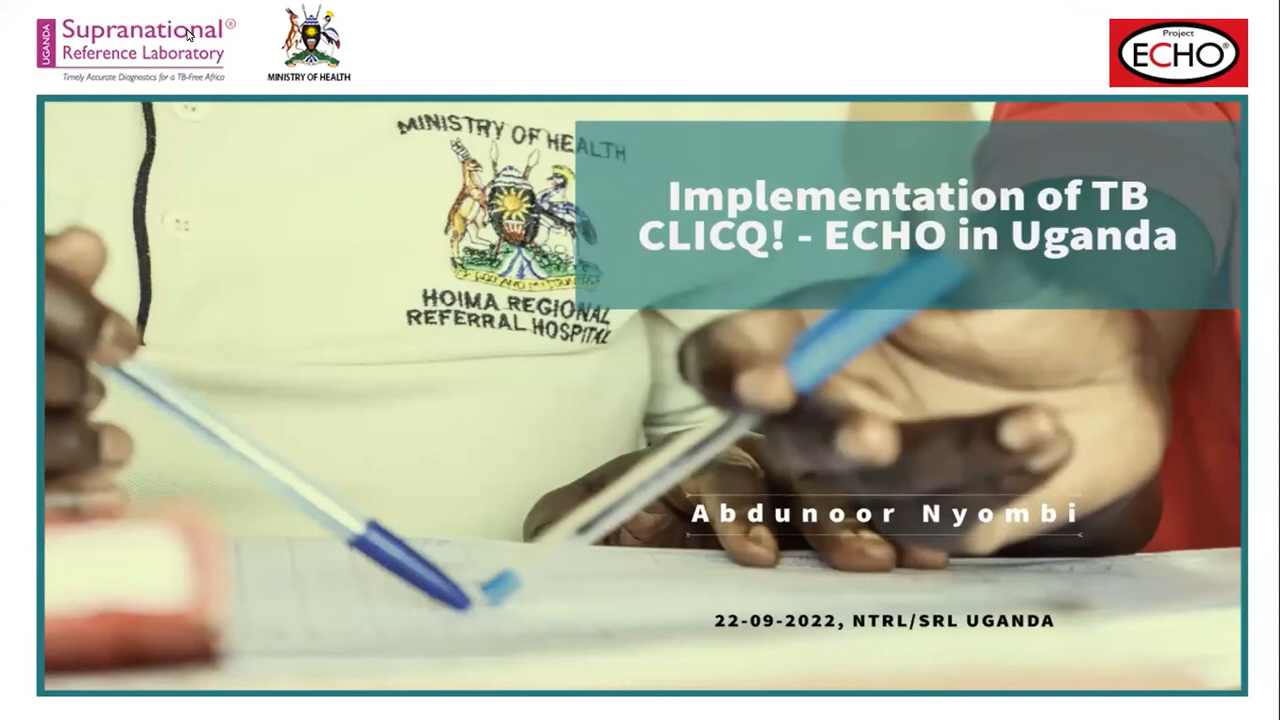 UGANDA
Supranational®
Reference Laboratory
Timely Accurate Diagnostics for a TB-Free Africa
MINISTRY OF HEALTH
Project
ECHO®
MINISTRY OF HEALTH
HOIMA REGIONAL
REFERRAL HOSPITAL
Implementation of TB
CLICQ! - ECHO in Uganda
Abdunoor Nyombi
22-09-2022, NTRL/SRL UGANDA